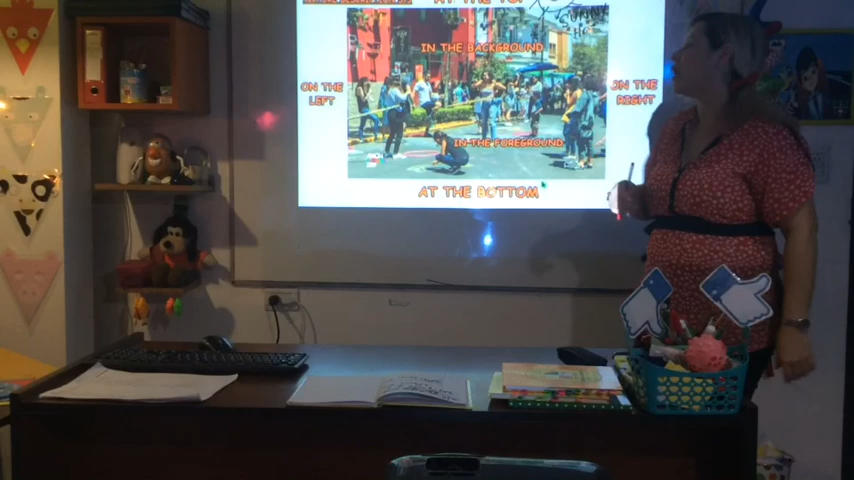 AT THE TOP
IN THE BACKGROUND
ON THE
LEFT
ON THE
RIGHT
IN THE FOREGROUND
AT THE BOTTOM